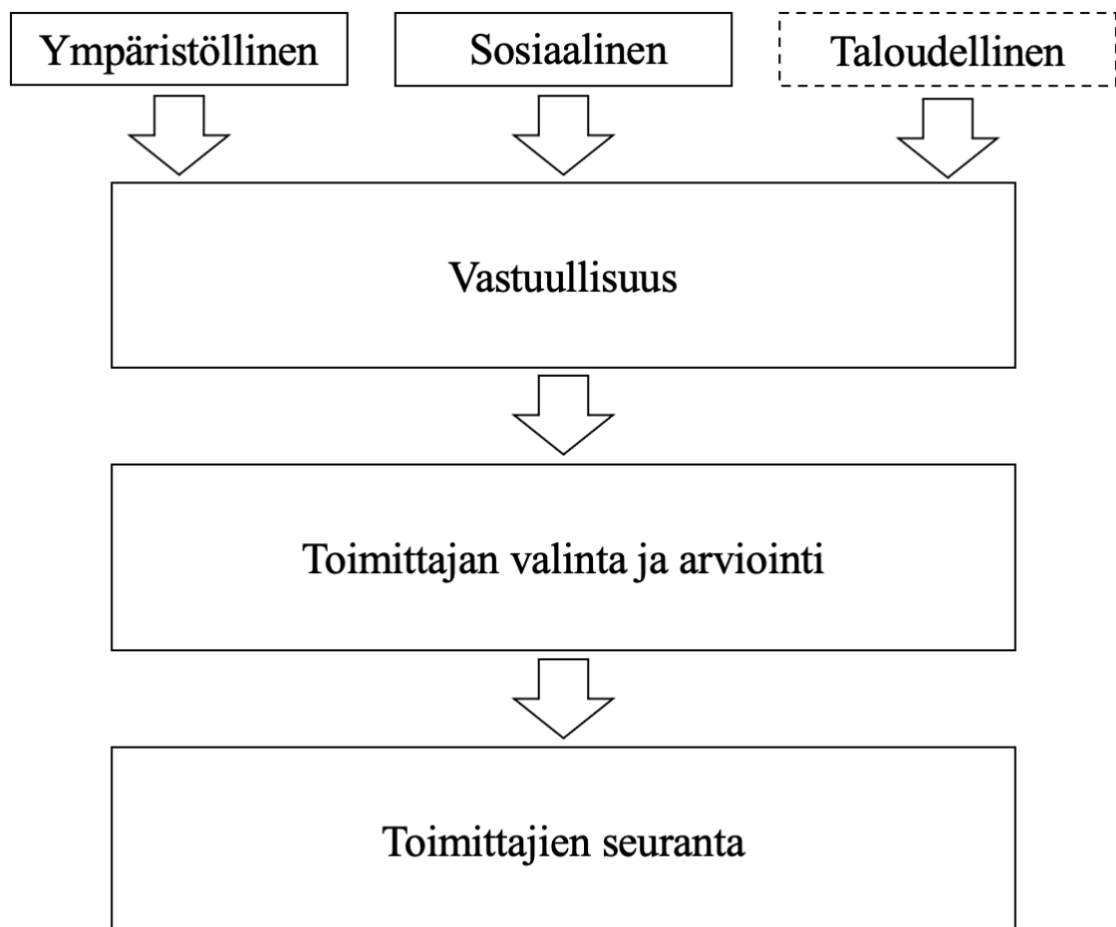 Ympäristöllinen
Sosiaalinen
Taloudellinen
Vastuullisuus
Toimittajan valinta ja arviointi
Toimittajien seuranta